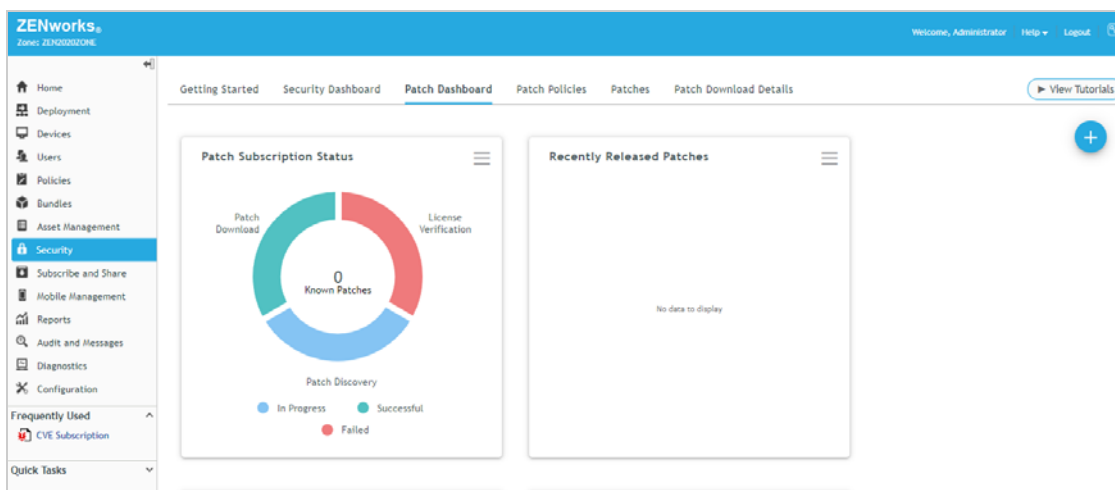 ZENworks®
Zone: ZEN2020ZONE
Welcome, Administrator Help Logout
Home
Deployment
Devices
Users
Policies
Bundles
Asset Management
Security
Subscribe and Share
Mobile Management
Reports
Audit and Messages
Diagnostics
Configuration
Frequently Used
CVE Subscription
Quick Tasks
Getting Started Security Dashboard Patch Dashboard Patch Policies Patches Patch Download Details
View Tutorials
Patch Subscription Status
Patch
Download
License
Verification
0
Known Patches
Patch Discovery
In Progress Successful
Failed
Recently Released Patches
No data to display